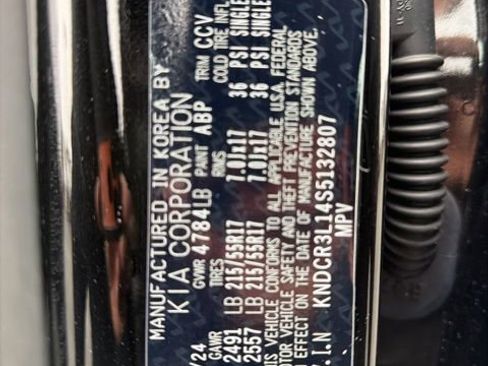 MANUFACTURED IN KOREA BY
KIA CORPORATION
/24 GVWR 4784LB PAINT ABP TRIM CCV
GAWR TIRES RIMS COLD TIRE INFL
2491 LB 215/55R17 7.0Jx17 36 PSI SINGLE
2557 LB 215/55R17 7.0Jx17 36 PSI SINGLE
THIS VEHICLE CONFORMS TO ALL APPLICABLE U.S.A. FEDERAL
MOTOR VEHICLE SAFETY AND THEFT PREVENTION STANDARDS
IN EFFECT ON THE DATE OF MANUFACTURE SHOWN ABOVE.
V.I.N KNDCR3L14S5132807
MPV